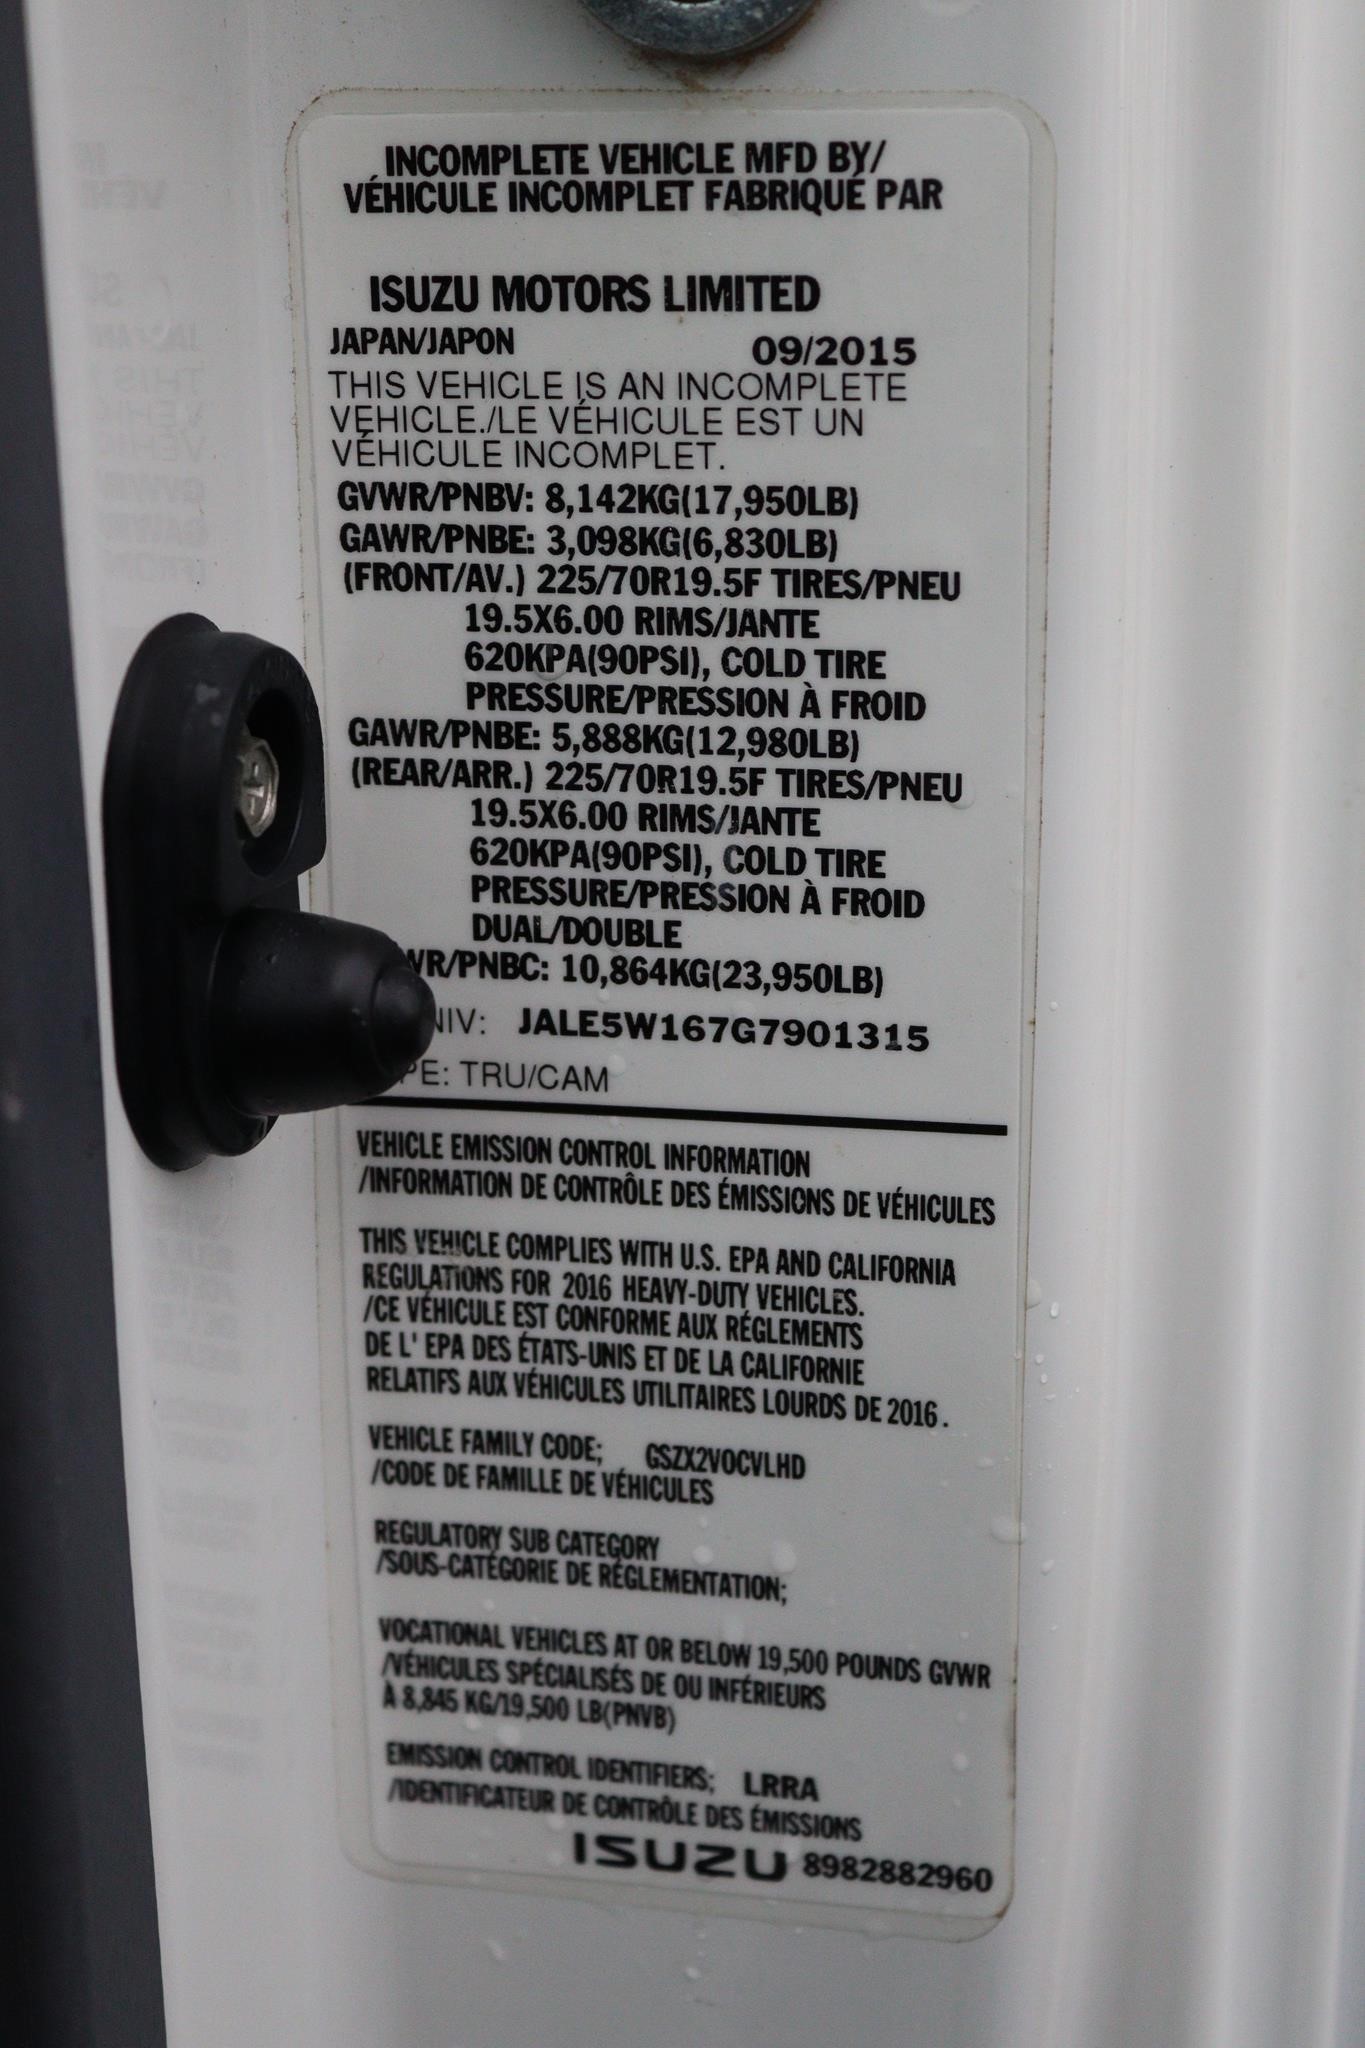 INCOMPLETE VEHICLE MFD BY/
VÉHICULE INCOMPLET FABRIQUÉ PAR
ISUZU MOTORS LIMITED
JAPAN/JAPON 09/2015
THIS VEHICLE IS AN INCOMPLETE
VEHICLE./LE VÉHICULE EST UN
VÉHICULE INCOMPLET.
GVWR/PNBV: 8,142KG(17,950LB)
GAWR/PNBE: 3,098KG(6,830LB)
(FRONT/AV.) 225/70R19.5F TIRES/PNEU
19.5X6.00 RIMS/JANTE
620KPA(90PSI), COLD TIRE
PRESSURE/PRESSION À FROID
GAWR/PNBE: 5,888KG(12,980LB)
(REAR/ARR.) 225/70R19.5F TIRES/PNEU
19.5X6.00 RIMS/JANTE
620KPA(90PSI), COLD TIRE
PRESSURE/PRESSION À FROID
DUAL/DOUBLE
WR/PNBC: 10,864KG(23,950LB)
NIV: JALE5W167G7901315
PE: TRU/CAM
VEHICLE EMISSION CONTROL INFORMATION
/INFORMATION DE CONTRÔLE DES ÉMISSIONS DE VÉHICULES
THIS VEHICLE COMPLIES WITH U.S. EPA AND CALIFORNIA
REGULATIONS FOR 2016 HEAVY-DUTY VEHICLES.
/CE VÉHICULE EST CONFORME AUX RÉGLEMENTS
DE L' EPA DES ÉTATS-UNIS ET DE LA CALIFORNIE
RELATIFS AUX VÉHICULES UTILITAIRES LOURDS DE 2016.
VEHICLE FAMILY CODE; GSZX2VOCVLHD
/CODE DE FAMILLE DE VÉHICULES
REGULATORY SUB CATEGORY
/SOUS-CATÉGORIE DE RÉGLEMENTATION;
VOCATIONAL VEHICLES AT OR BELOW 19,500 POUNDS GVWR
/VÉHICULES SPÉCIALISÉS DE OU INFÉRIEURS
À 8,845 KG/19,500 LB(PNVB)
EMISSION CONTROL IDENTIFIERS; LRRA
/IDENTIFICATEUR DE CONTRÔLE DES ÉMISSIONS
ISUZU 8982882960